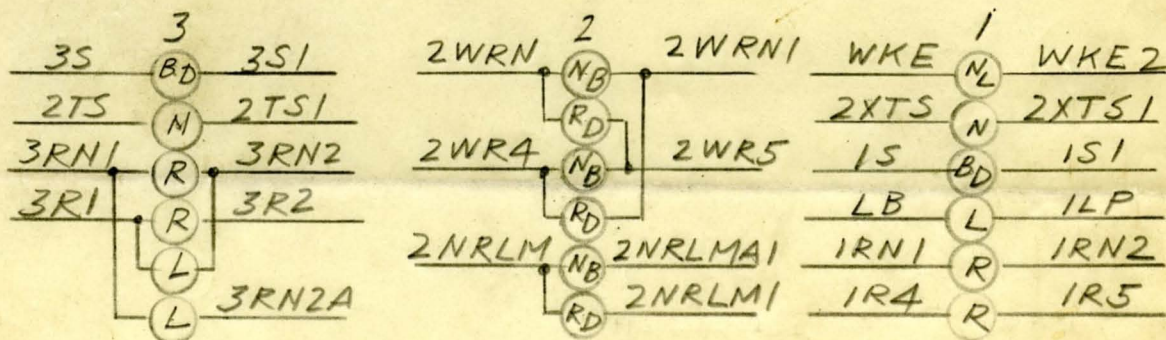 3 2 1
3S BD 3S1 2WRN NB 2WRN1 WKE NL WKE2
RD
2TS M 2TS1 2XTS N 2XTS1
3RN1 R 3RN2 2WR4 NB 2WR5 1S BD 1S1
3R1 R 3R2 RD LB L 1LP
L 2NRLM NB 2NRLMA1 1RN1 R 1RN2
L 3RN2A RD 2NRLM1 1R4 R 1R5